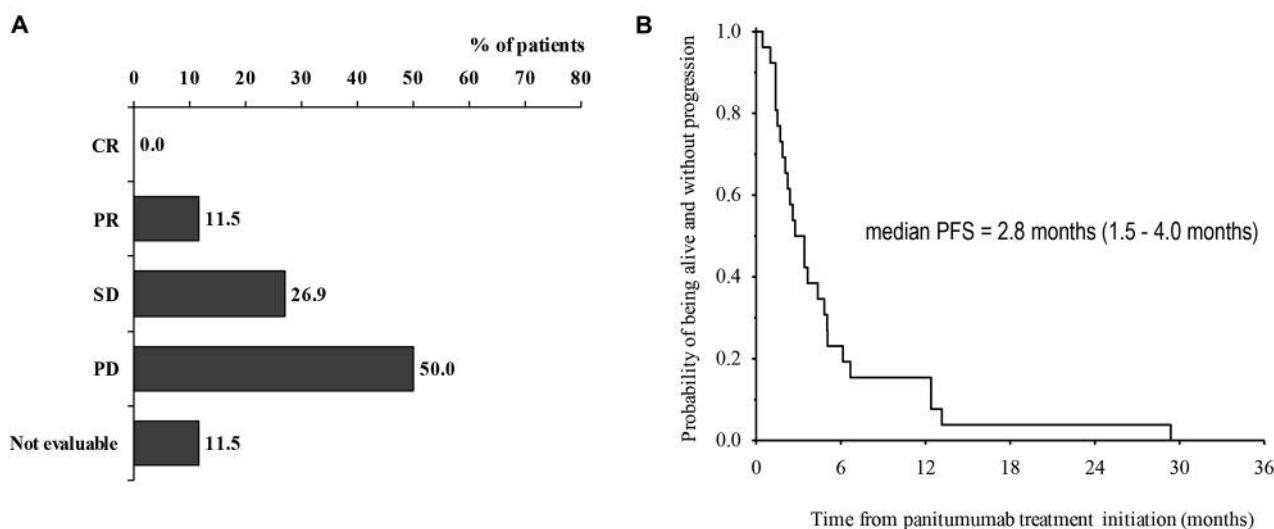 A
% of patients
0 10 20 30 40 50 60 70 80
CR 0.0
PR 11.5
SD 26.9
PD 50.0
Not evaluable 11.5
B
Probability of being alive and without progression
1.0
0.8
0.6
0.4
0.2
0.0
median PFS = 2.8 months (1.5 - 4.0 months)
0 6 12 18 24 30 36
Time from panitumumab treatment initiation (months)